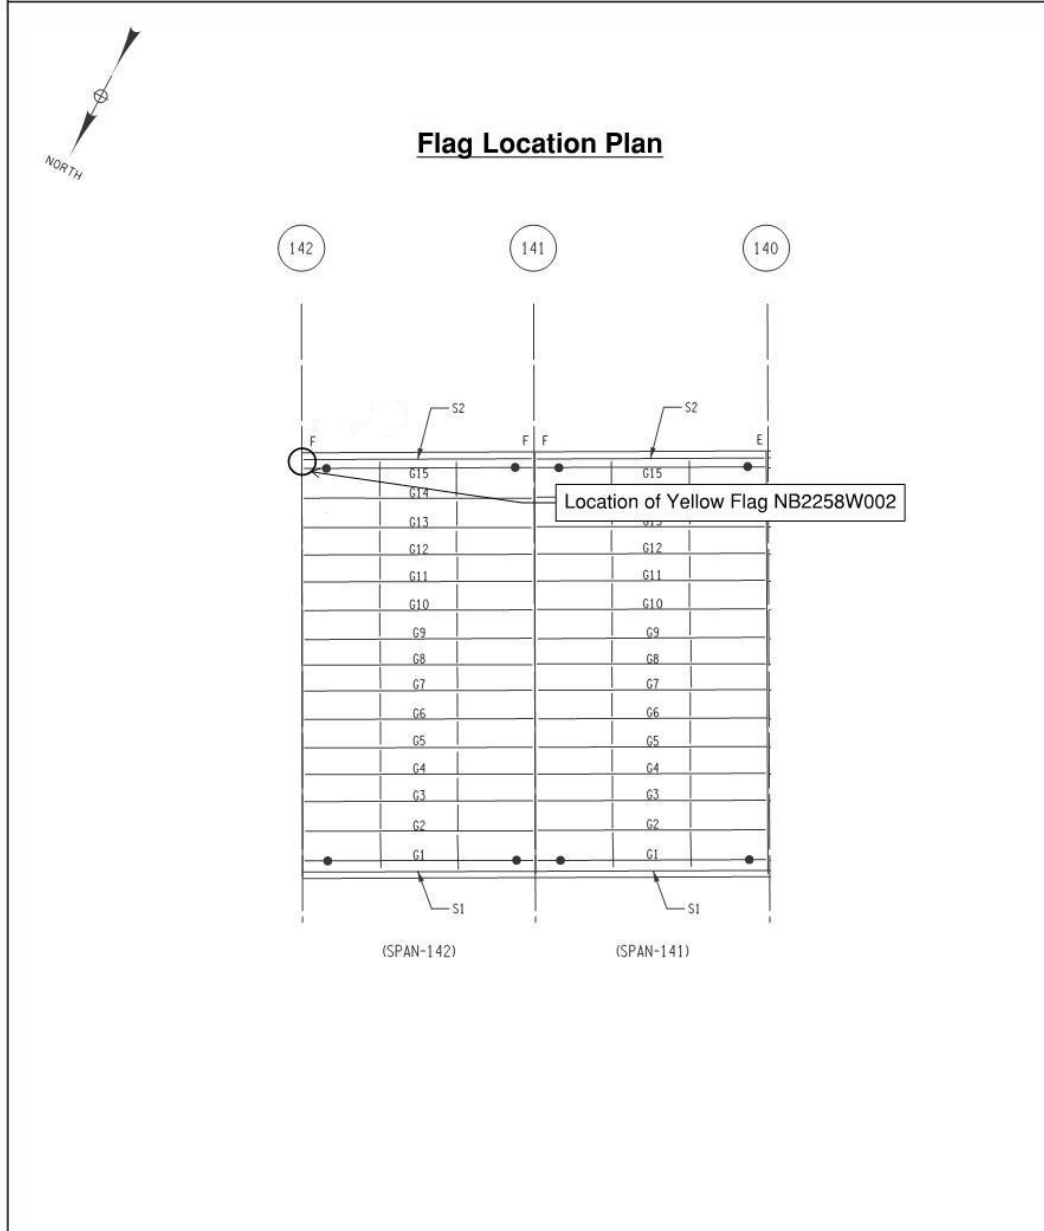 NORTH
Flag Location Plan
142 141 140
S2 S2
F F F E
G15 G15
G14
Location of Yellow Flag NB2258W002
G13 G13
G12 G12
G11 G11
G10 G10
G9 G9
G8 G8
G7 G7
G6 G6
G5 G5
G4 G4
G3 G3
G2 G2
G1 G1
S1 S1
(SPAN-142) (SPAN-141)